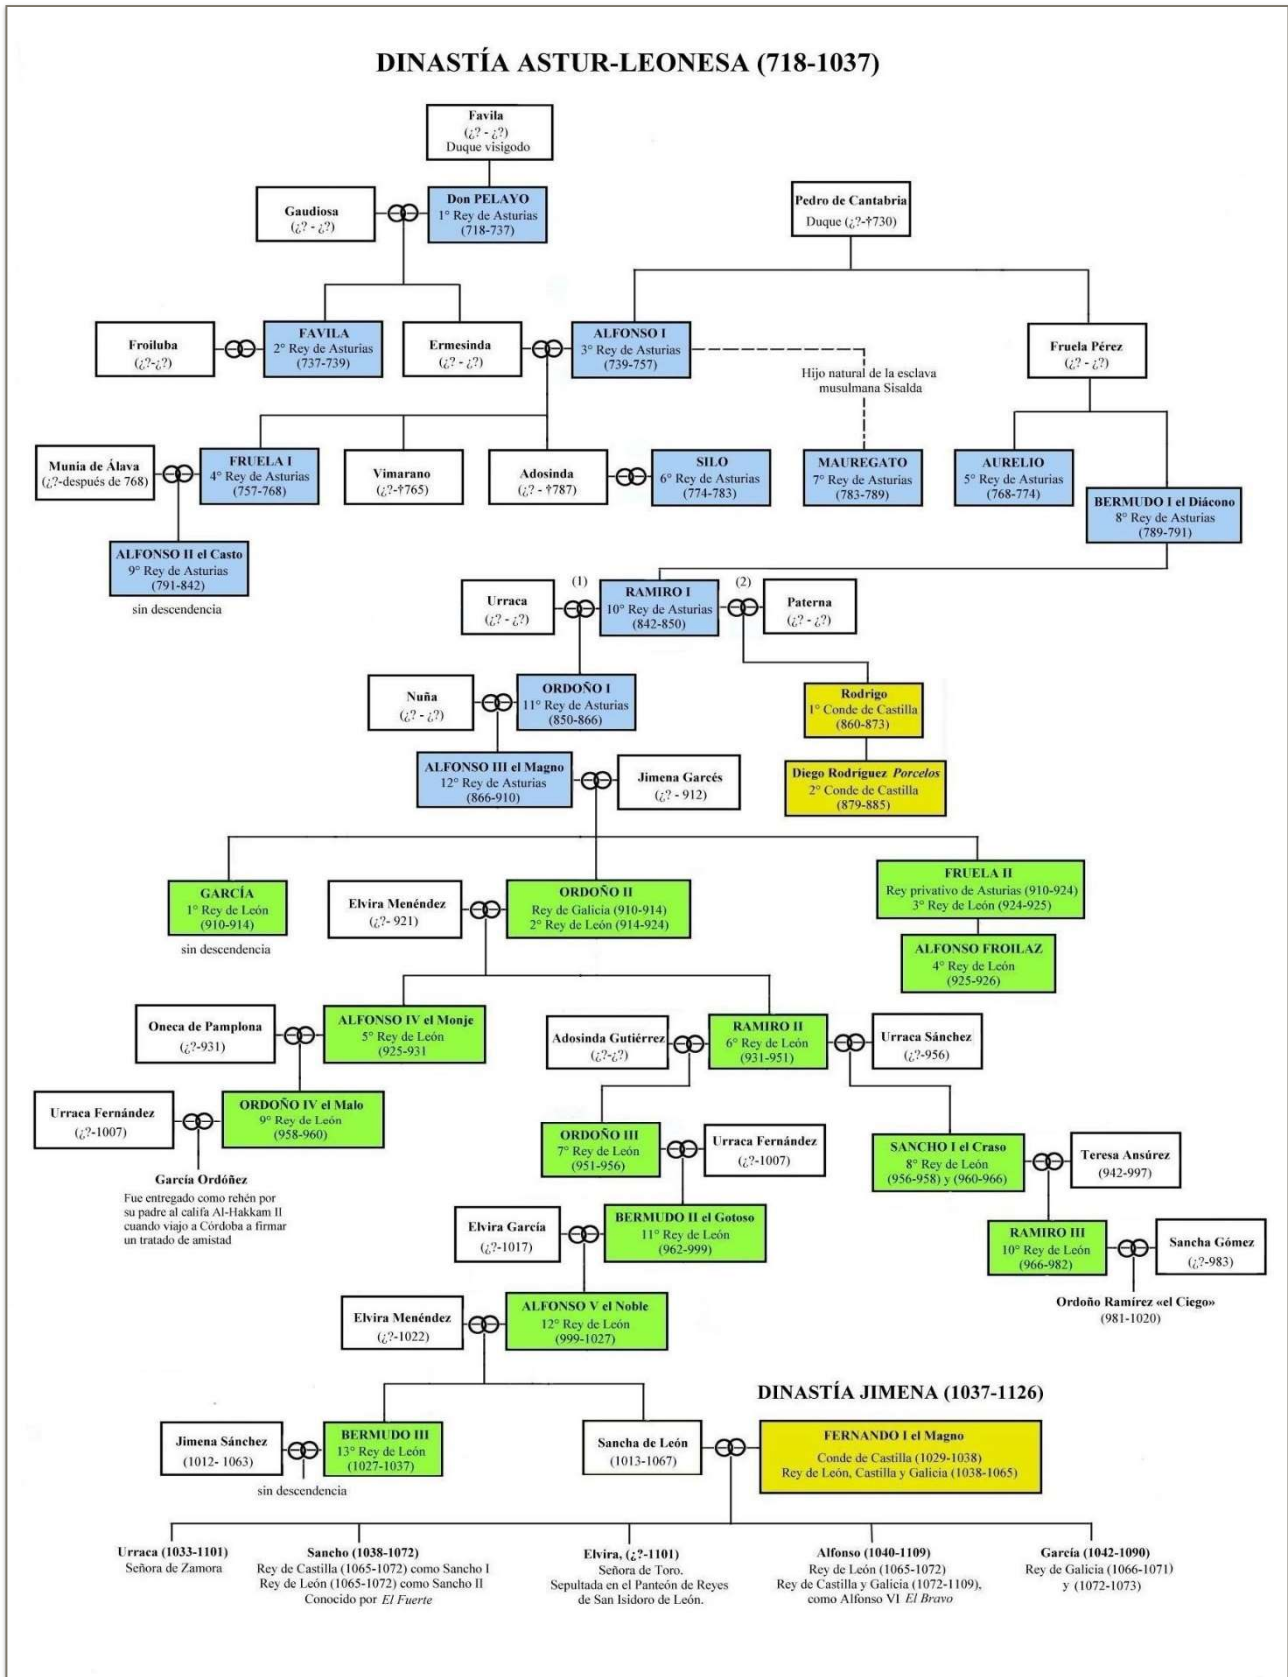 DINASTÍA ASTUR-LEONESA (718-1037)
Favila
(¿? - ¿?)
Duque visigodo
Gaudiosa
(¿? - ¿?)
Don PELAYO
1° Rey de Asturias
(718-737)
Pedro de Cantabria
Duque (¿?-†730)
Froiluba
(¿?-¿?)
FAVILA
2° Rey de Asturias
(737-739)
Ermesinda
(¿? - ¿?)
ALFONSO I
3° Rey de Asturias
(739-757)
Hijo natural de la esclava
musulmana Sisalda
Fruela Pérez
(¿? - ¿?)
Munia de Álava
(¿?-después de 768)
FRUELA I
4° Rey de Asturias
(757-768)
Vimarano
(¿?-†765)
Adosinda
(¿? - †787)
SILO
6° Rey de Asturias
(774-783)
MAUREGATO
7° Rey de Asturias
(783-789)
AURELIO
5° Rey de Asturias
(768-774)
BERMUDO I el Diácono
8° Rey de Asturias
(789-791)
ALFONSO II el Casto
9° Rey de Asturias
(791-842)
sin descendencia
Urraca
(¿? - ¿?)
(1)
RAMIRO I
10° Rey de Asturias
(842-850)
(2)
Paterna
(¿? - ¿?)
Nuña
(¿? - ¿?)
ORDOÑO I
11° Rey de Asturias
(850-866)
Rodrigo
1° Conde de Castilla
(860-873)
ALFONSO III el Magno
12° Rey de Asturias
(866-910)
Jimena Garcés
(¿? - 912)
Diego Rodríguez Porcelos
2° Conde de Castilla
(879-885)
GARCÍA
1° Rey de León
(910-914)
sin descendencia
Elvira Menéndez
(¿?- 921)
ORDOÑO II
Rey de Galicia (910-914)
2° Rey de León (914-924)
FRUELA II
Rey privativo de Asturias (910-924)
3° Rey de León (924-925)
ALFONSO FROILAZ
4° Rey de León
(925-926)
Oneca de Pamplona
(¿?-931)
ALFONSO IV el Monje
5° Rey de León
(925-931
Adosinda Gutiérrez
(¿?-¿?)
RAMIRO II
6° Rey de León
(931-951)
Urraca Sánchez
(¿?-956)
Urraca Fernández
(¿?-1007)
ORDOÑO IV el Malo
9° Rey de León
(958-960)
García Ordóñez
Fue entregado como rehén por
su padre al califa Al-Hakkam II
cuando viajo a Córdoba a firmar
un tratado de amistad
ORDOÑO III
7° Rey de León
(951-956)
Urraca Fernández
(¿?-1007)
SANCHO I el Craso
8° Rey de León
(956-958) y (960-966)
Teresa Ansúrez
(942-997)
Elvira García
(¿?-1017)
BERMUDO II el Gotoso
11° Rey de León
(962-999)
RAMIRO III
10° Rey de León
(966-982)
Sancha Gómez
(¿?-983)
Ordoño Ramírez «el Ciego»
(981-1020)
Elvira Menéndez
(¿?-1022)
ALFONSO V el Noble
12° Rey de León
(999-1027)
DINASTÍA JIMENA (1037-1126)
Jimena Sánchez
(1012- 1063)
sin descendencia
BERMUDO III
13° Rey de León
(1027-1037)
Sancha de León
(1013-1067)
FERNANDO I el Magno
Conde de Castilla (1029-1038)
Rey de León, Castilla y Galicia (1038-1065)
Urraca (1033-1101)
Señora de Zamora
Sancho (1038-1072)
Rey de Castilla (1065-1072) como Sancho I
Rey de León (1065-1072) como Sancho II
Conocido por El Fuerte
Elvira, (¿?-1101)
Señora de Toro.
Sepultada en el Panteón de Reyes
de San Isidoro de León.
Alfonso (1040-1109)
Rey de León (1065-1072)
Rey de Castilla y Galicia (1072-1109),
como Alfonso VI El Bravo
García (1042-1090)
Rey de Galicia (1066-1071)
y (1072-1073)